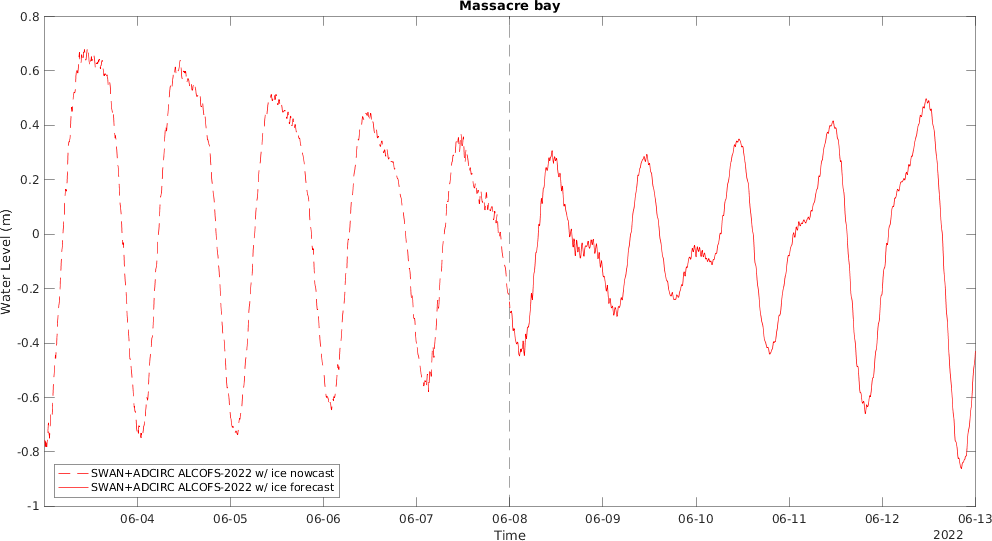 Massacre bay
0.8
0.6
0.4
0.2
0
-0.2
-0.4
-0.6
-0.8
-1
Water Level (m)
SWAN+ADCIRC ALCOFS-2022 w/ ice nowcast
SWAN+ADCIRC ALCOFS-2022 w/ ice forecast
06-04 06-05 06-06 06-07 06-08 06-09 06-10 06-11 06-12 06-13
Time
2022